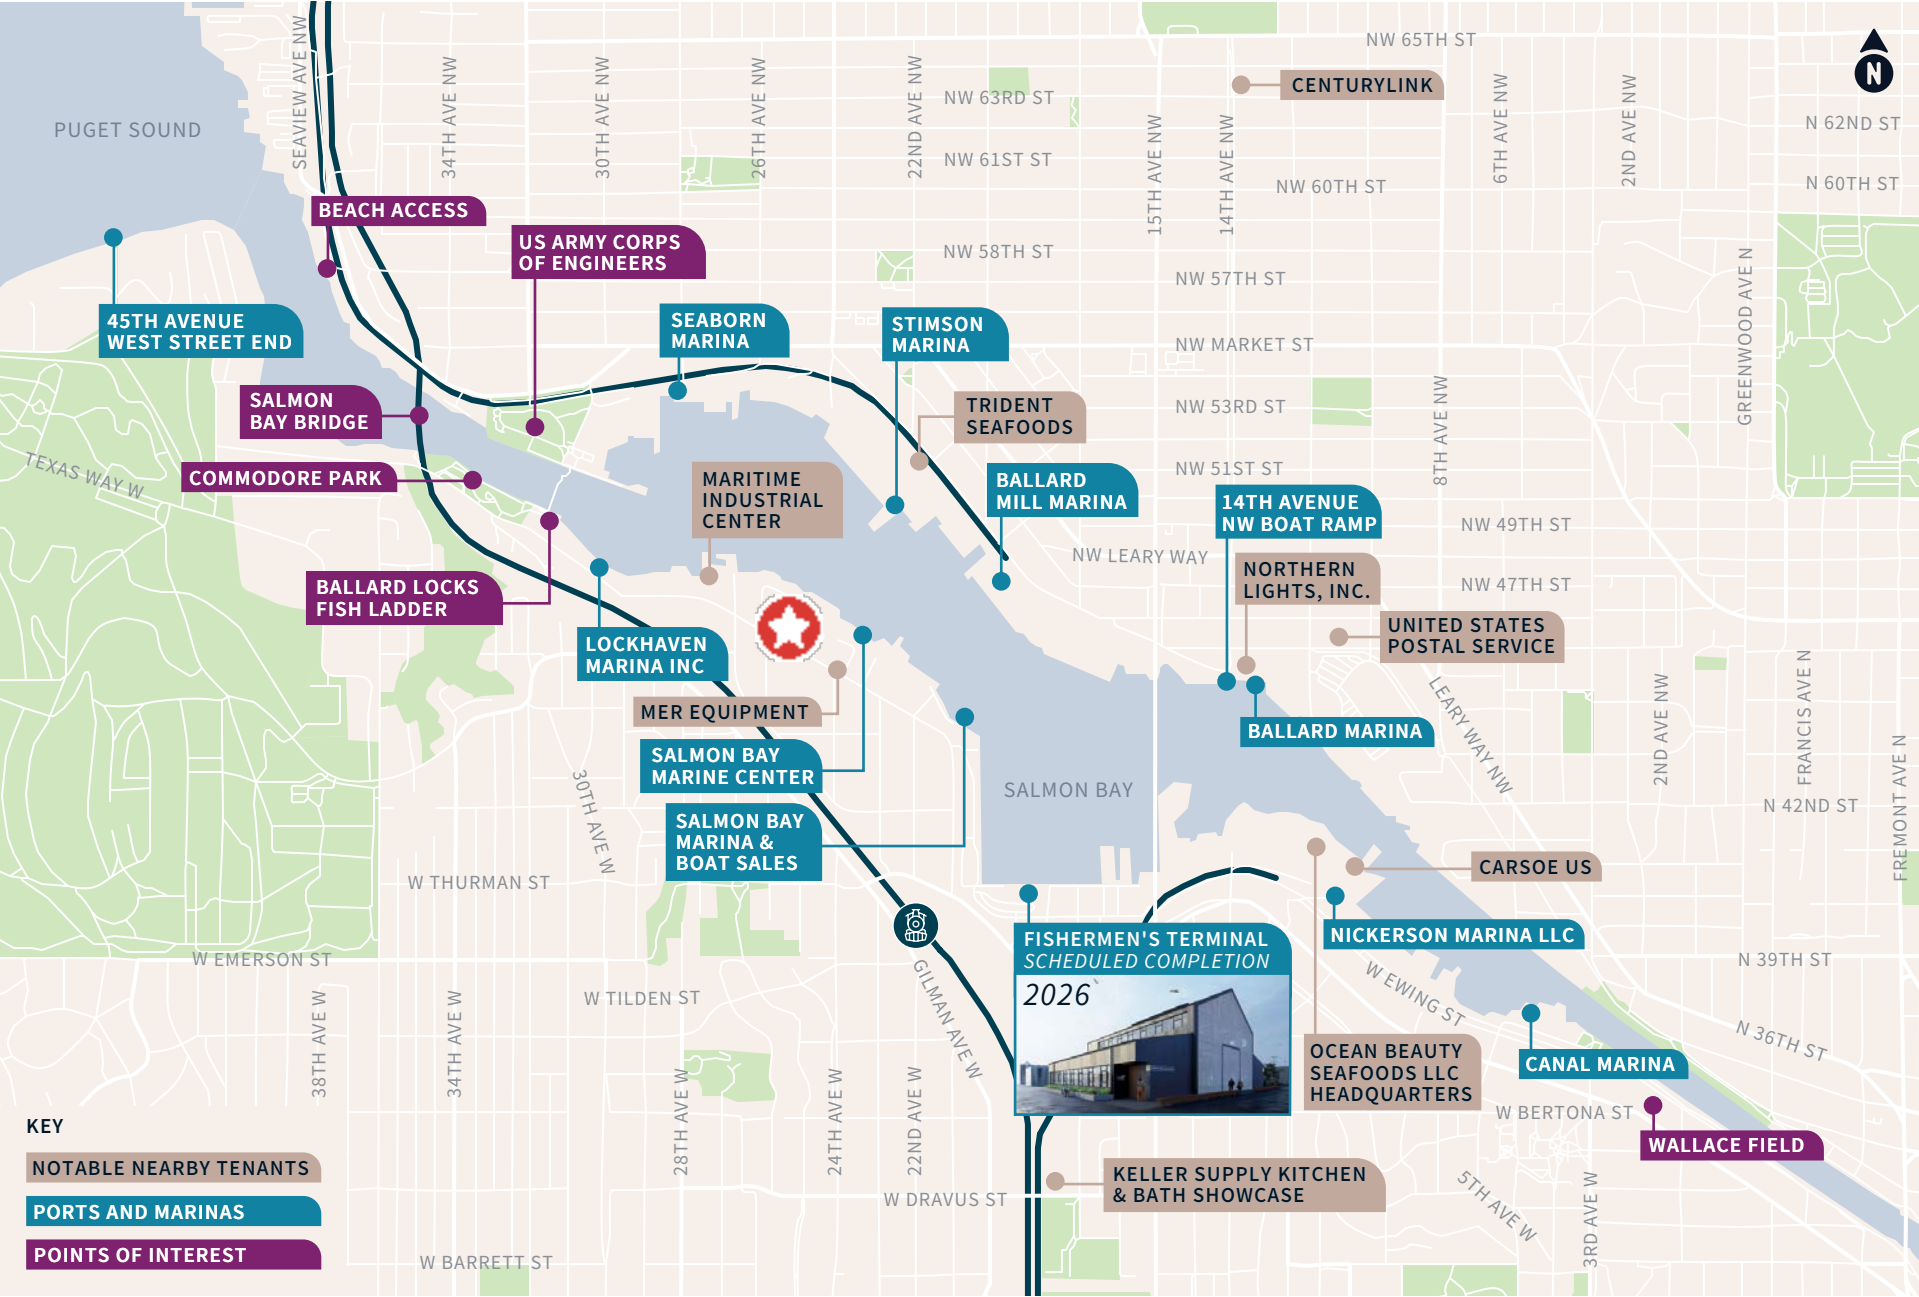 NW 65TH ST
N
CENTURYLINK
SEAVIEW AVE NW
34TH AVE NW
30TH AVE NW
26TH AVE NW
22ND AVE NW
NW 63RD ST
15TH AVE NW
14TH AVE NW
6TH AVE NW
2ND AVE NW
N 62ND ST
PUGET SOUND
NW 61ST ST
NW 60TH ST
N 60TH ST
BEACH ACCESS
US ARMY CORPS
OF ENGINEERS
NW 58TH ST
NW 57TH ST
GREENWOOD AVE N
45TH AVENUE
WEST STREET END
SEABORN
MARINA
STIMSON
MARINA
NW MARKET ST
SALMON
BAY BRIDGE
TRIDENT
SEAFOODS
NW 53RD ST
8TH AVE NW
TEXAS WAY W
COMMODORE PARK
MARITIME
INDUSTRIAL
CENTER
BALLARD
MILL MARINA
NW 51ST ST
14TH AVENUE
NW BOAT RAMP
NW 49TH ST
NW LEARY WAY
NORTHERN
LIGHTS, INC.
NW 47TH ST
BALLARD LOCKS
FISH LADDER
UNITED STATES
POSTAL SERVICE
LOCKHAVEN
MARINA INC
MER EQUIPMENT
BALLARD MARINA
LEARY WAY NW
2ND AVE NW
FRANCIS AVE N
FREMONT AVE N
SALMON BAY
MARINE CENTER
30TH AVE W
SALMON BAY
N 42ND ST
SALMON BAY
MARINA &
BOAT SALES
W THURMAN ST
CARSOE US
FISHERMEN'S TERMINAL
SCHEDULED COMPLETION
2026
NICKERSON MARINA LLC
W EMERSON ST
N 39TH ST
W TILDEN ST
GILMAN AVE W
W EWING ST
38TH AVE W
34TH AVE W
N 36TH ST
OCEAN BEAUTY
SEAFOODS LLC
HEADQUARTERS
CANAL MARINA
28TH AVE W
24TH AVE W
22ND AVE W
W BERTONA ST
WALLACE FIELD
KEY
NOTABLE NEARBY TENANTS
PORTS AND MARINAS
POINTS OF INTEREST
KELLER SUPPLY KITCHEN
& BATH SHOWCASE
W DRAVUS ST
5TH AVE W
3RD AVE W
W BARRETT ST